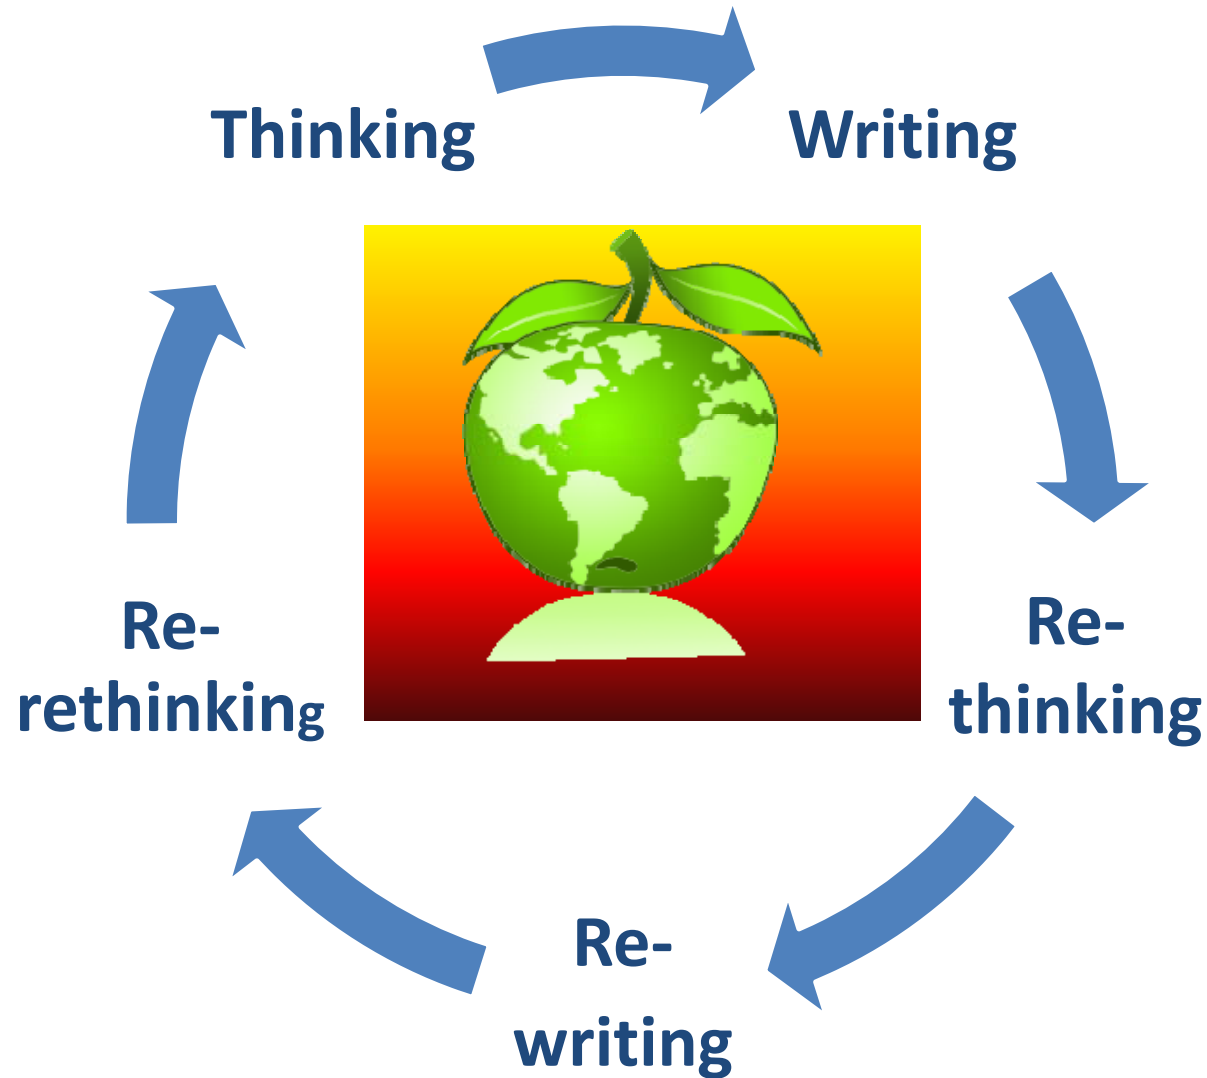 Thinking
Writing
Re-
thinking
Re-
writing
Re-
rethinking